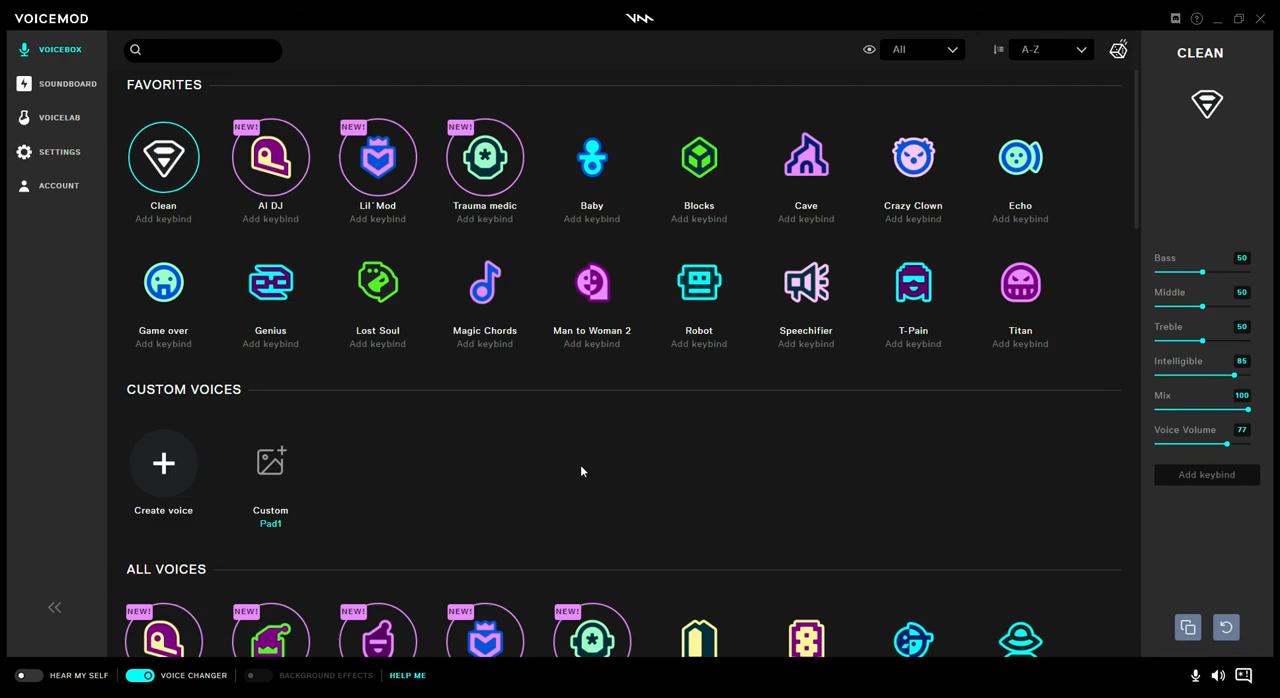 VOICEMOD
VOICEBOX
All
A-Z
CLEAN
SOUNDBOARD
VOICELAB
SETTINGS
ACCOUNT
FAVORITES
NEW! NEW! NEW!
Clean AI DJ Lil´Mod Trauma medic Baby Blocks Cave Crazy Clown Echo
Add keybind Add keybind Add keybind Add keybind Add keybind Add keybind Add keybind Add keybind Add keybind
Game over Genius Lost Soul Magic Chords Man to Woman 2 Robot Speechifier T-Pain Titan
Add keybind Add keybind Add keybind Add keybind Add keybind Add keybind Add keybind Add keybind Add keybind
CUSTOM VOICES
Create voice Custom
Pad1
ALL VOICES
NEW! NEW! NEW! NEW! NEW!
Bass 50
Middle 50
Treble 50
Intelligible 85
Mix 100
Voice Volume 77
Add keybind
HEAR MY SELF VOICE CHANGER BACKGROUND EFFECTS HELP ME